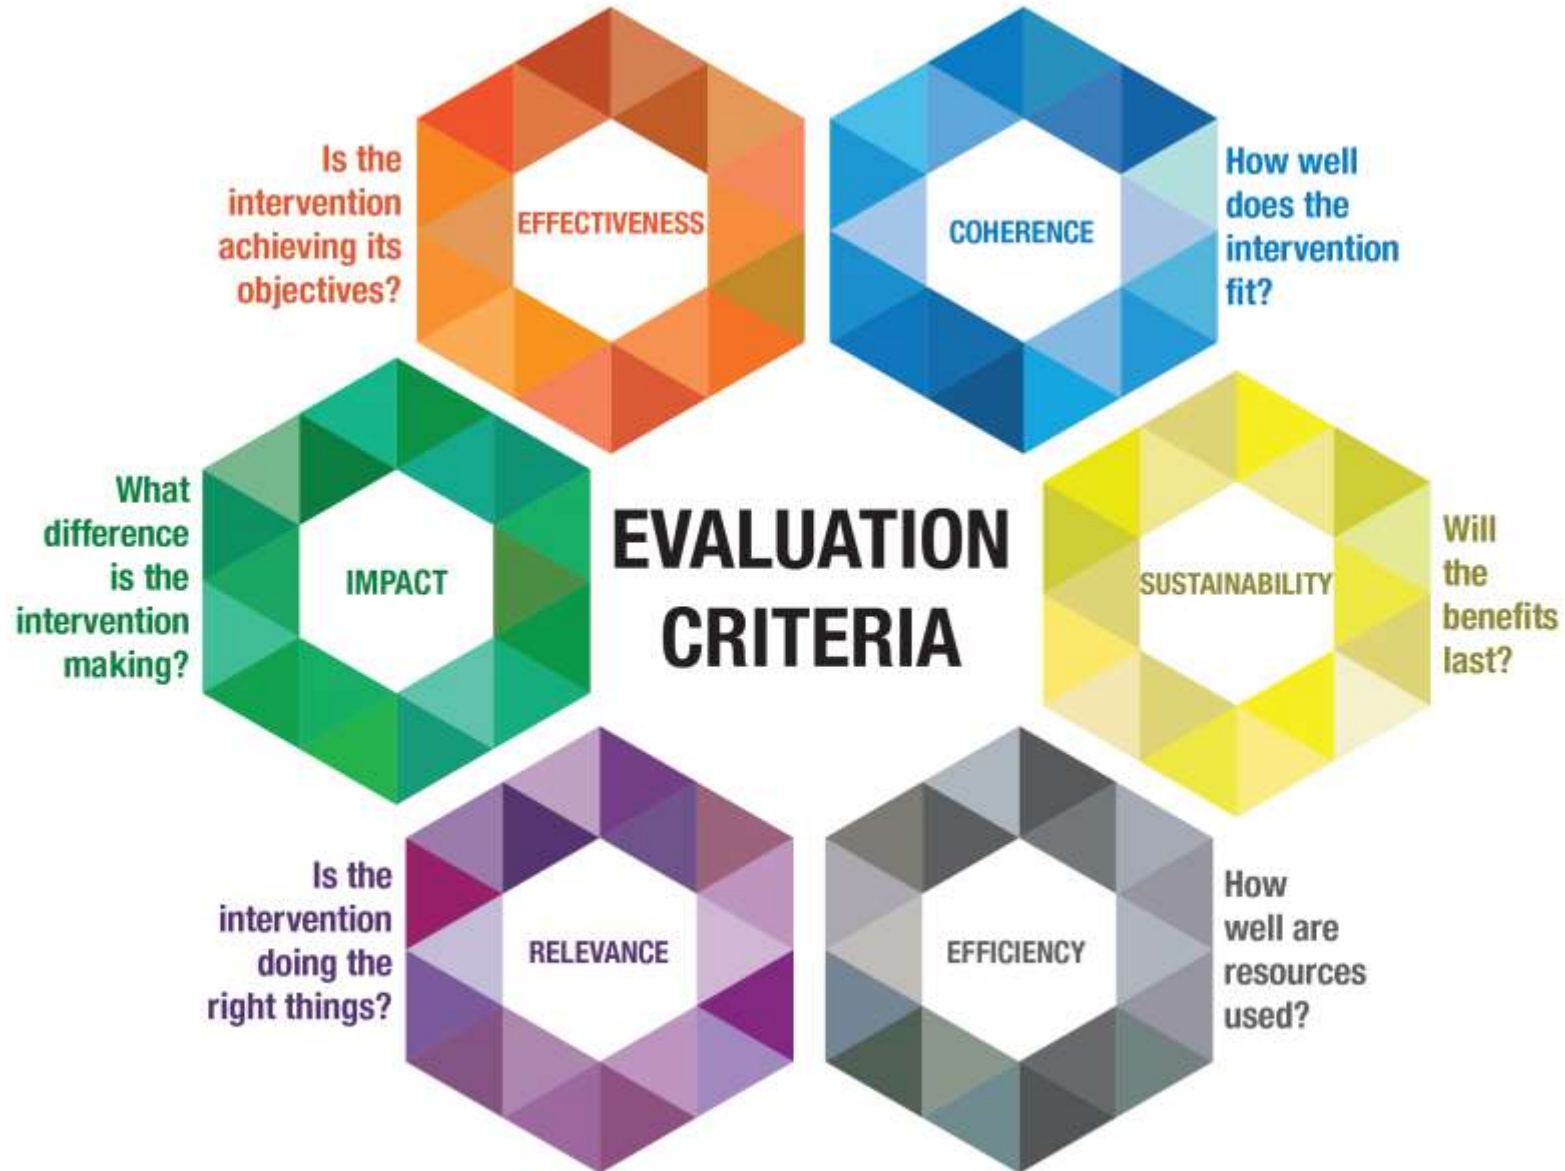 Is the
intervention
achieving its
objectives?
EFFECTIVENESS
COHERENCE
How well
does the
intervention
fit?
What
difference
is the
intervention
making?
IMPACT
EVALUATION
CRITERIA
SUSTAINABILITY
Will
the
benefits
last?
Is the
intervention
doing the
right things?
RELEVANCE
EFFICIENCY
How
well are
resources
used?